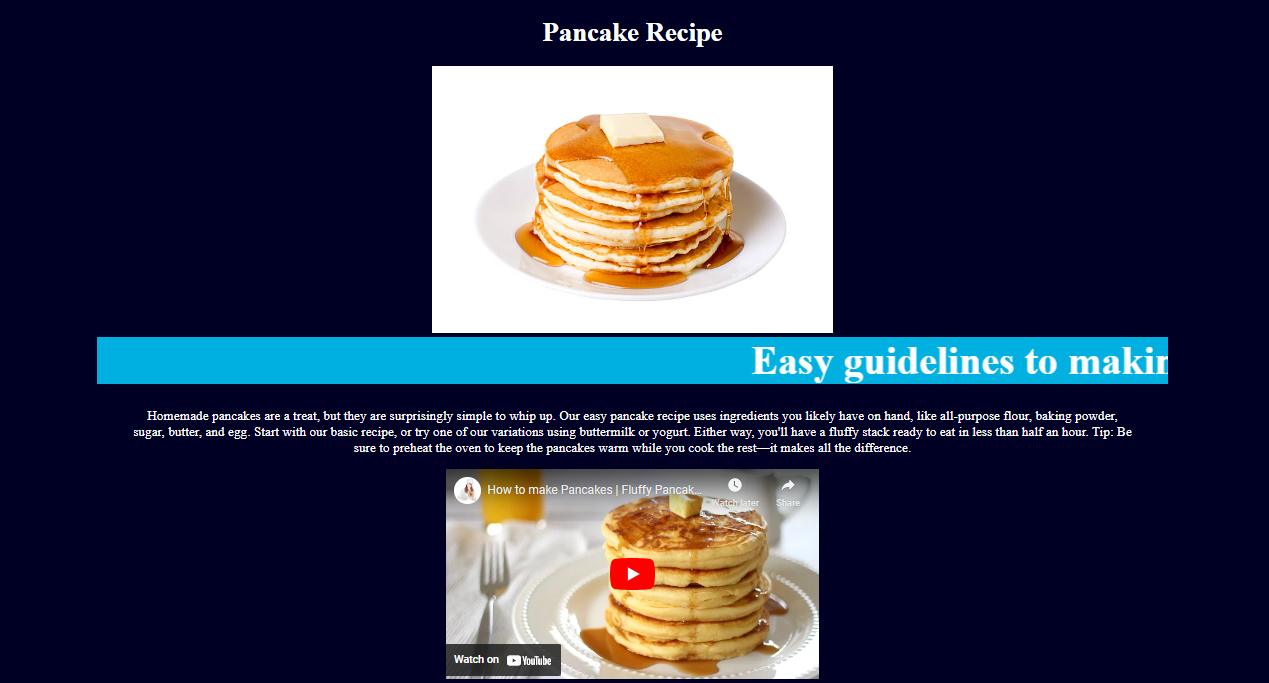 Pancake Recipe
Easy guidelines to makin
Homemade pancakes are a treat, but they are surprisingly simple to whip up. Our easy pancake recipe uses ingredients you likely have on hand, like all-purpose flour, baking powder,
sugar, butter, and egg. Start with our basic recipe, or try one of our variations using buttermilk or yogurt. Either way, you'll have a fluffy stack ready to eat in less than half an hour. Tip: Be
sure to preheat the oven to keep the pancakes warm while you cook the rest—it makes all the difference.
How to make Pancakes | Fluffy Pancak...
Watch later
Share
Watch on YouTube